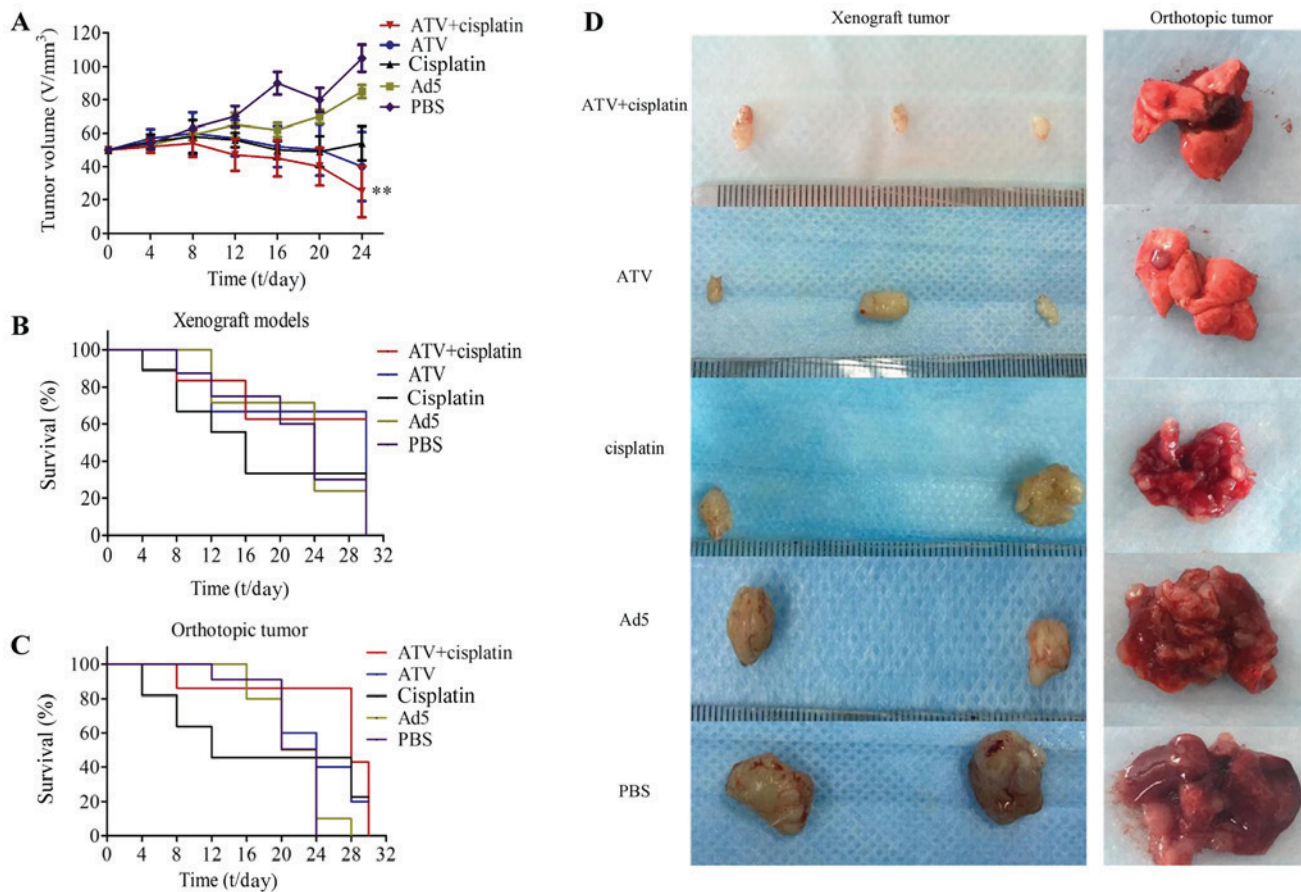 A
Tumor volume (V/mm³)
120
100
80
60
40
20
0
0 4 8 12 16 20 24
Time (t/day)
ATV+cisplatin
ATV
Cisplatin
Ad5
PBS
**
B
Xenograft models
Survival (%)
100
80
60
40
20
0
0 4 8 12 16 20 24 30 32
Time (t/day)
ATV+cisplatin
ATV
Cisplatin
Ad5
PBS
C
Orthotopic tumor
Survival (%)
100
80
60
40
20
0
0 4 8 12 16 20 24 28 32
Time (t/day)
ATV+cisplatin
ATV
Cisplatin
Ad5
PBS
D
Xenograft tumor
Orthotopic tumor
ATV+cisplatin
ATV
cisplatin
Ad5
PBS